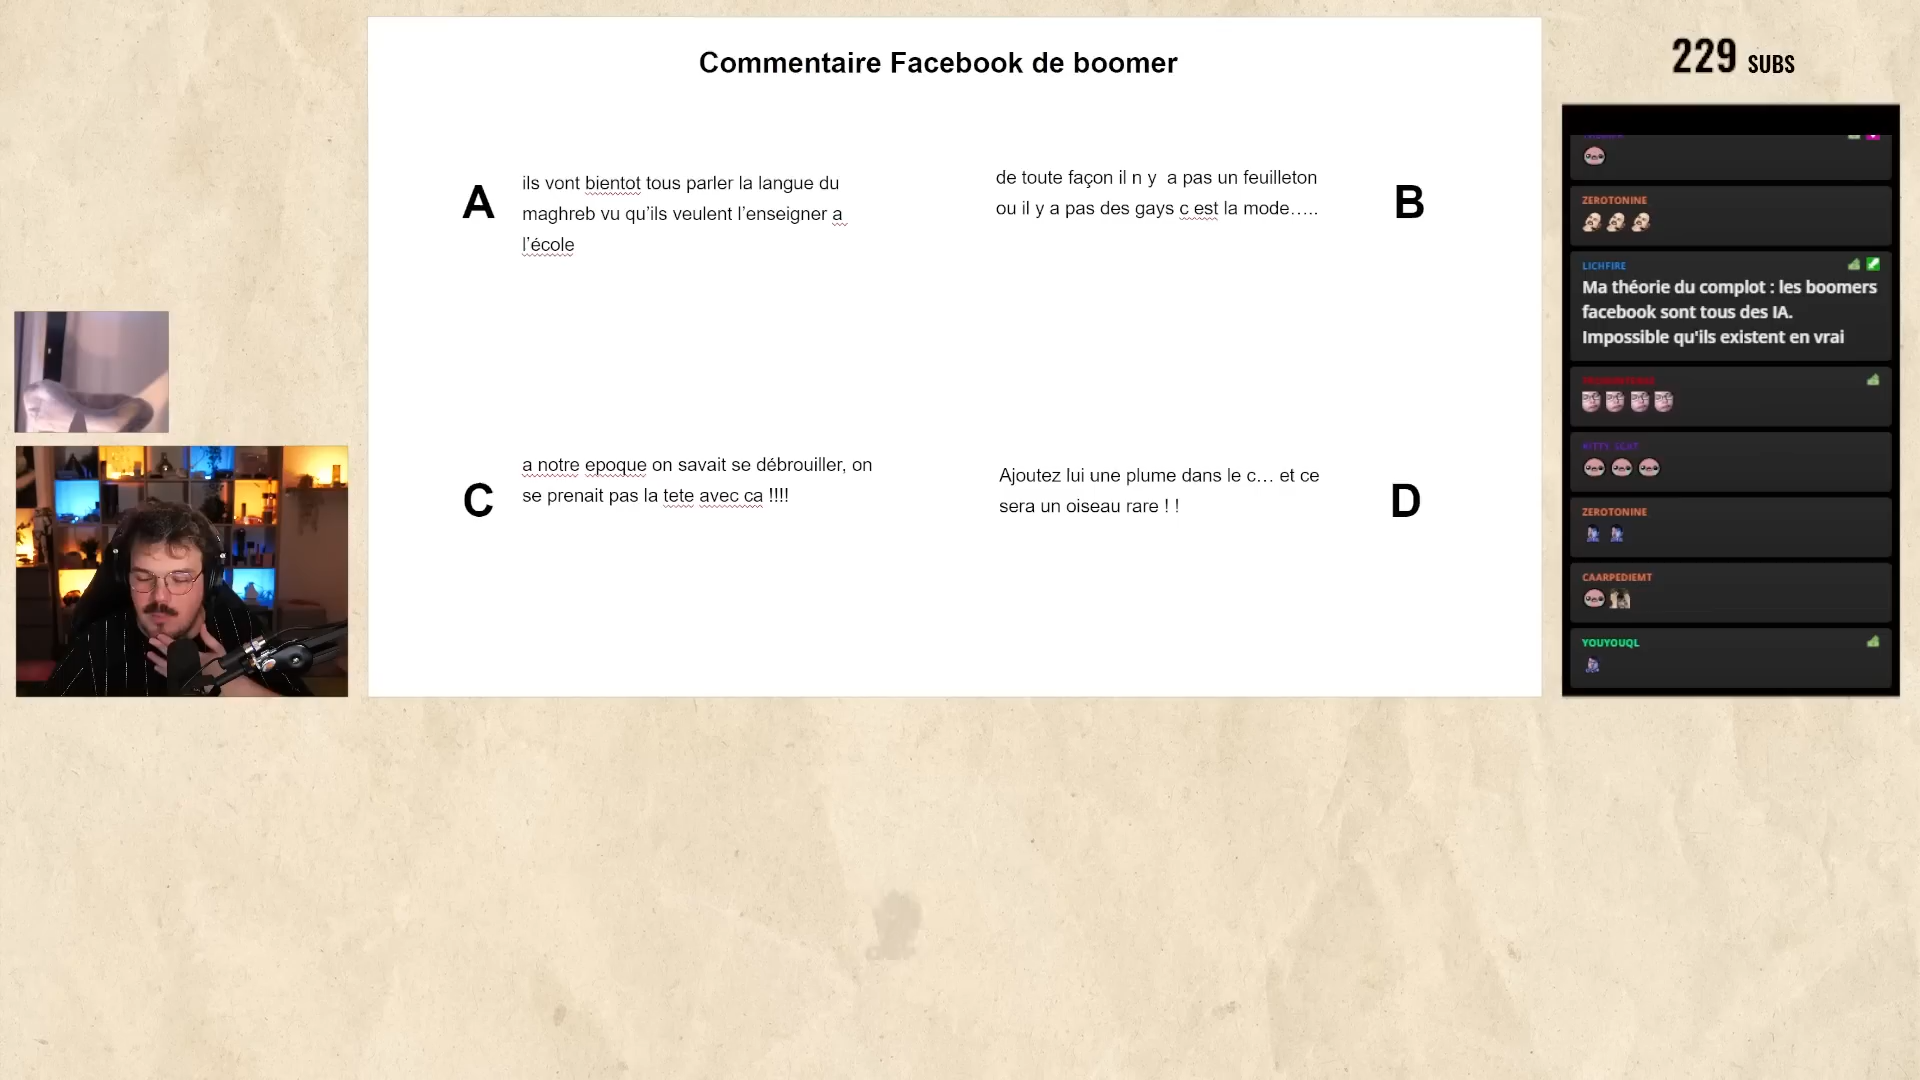 Commentaire Facebook de boomer
229 SUBS
A
ils vont bientot tous parler la langue du
maghreb vu qu’ils veulent l’enseigner a
l’école
de toute façon il n y  a pas un feuilleton
ou il y a pas des gays c est la mode…..
B
C
a notre epoque on savait se débrouiller, on
se prenait pas la tete avec ca !!!!
Ajoutez lui une plume dans le c… et ce
sera un oiseau rare ! !
D
ZEROTONINE
LICHFIRE
Ma théorie du complot : les boomers
facebook sont tous des IA.
Impossible qu'ils existent en vrai
KITTY_SCAT
ZEROTONINE
CAARPEDIEMT
YOUYOUQL